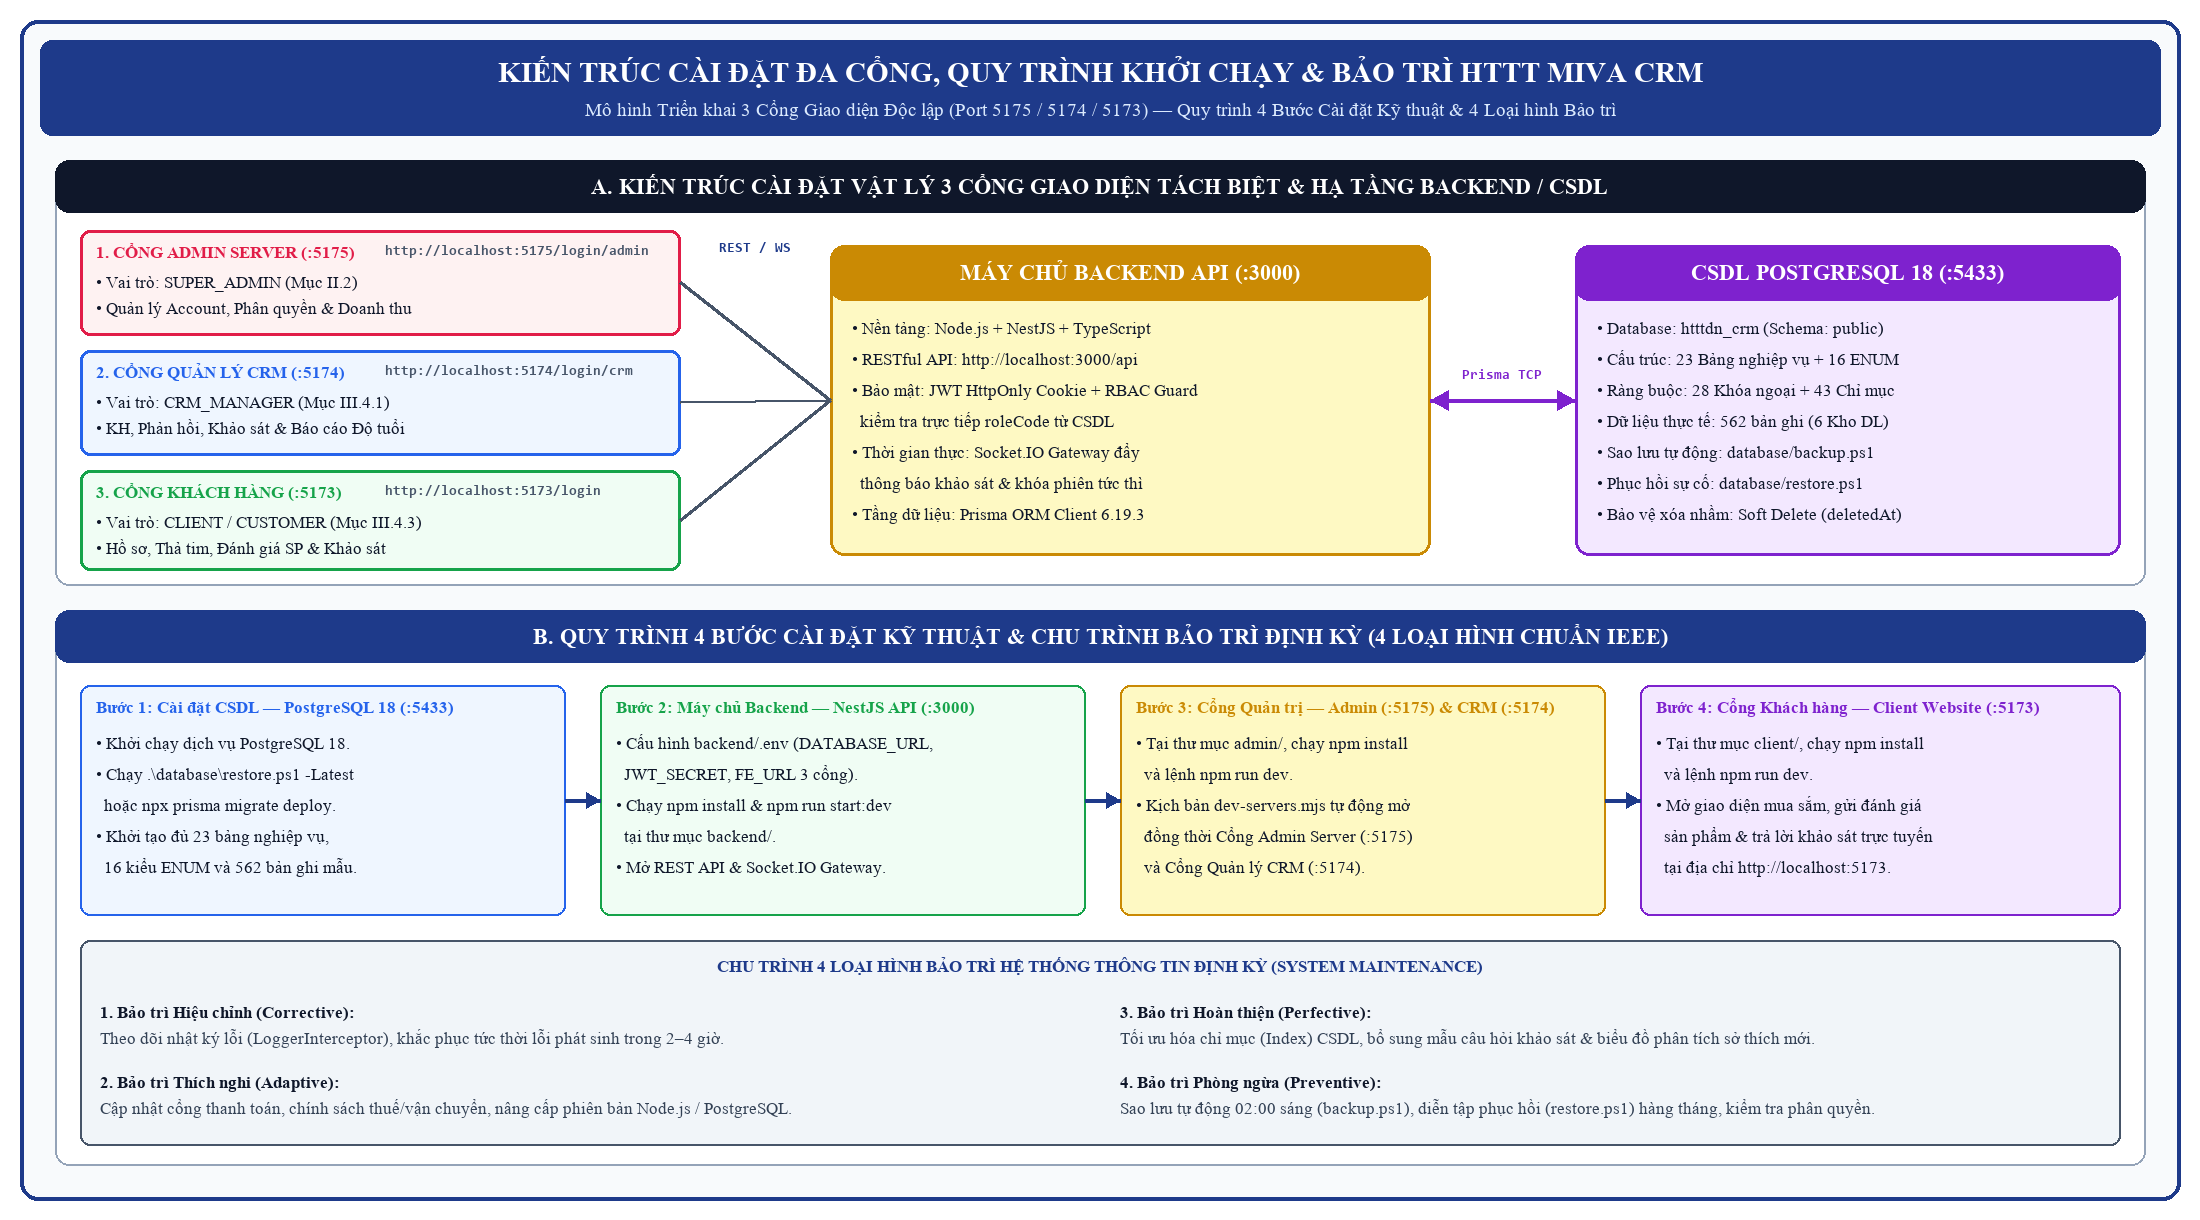 KIẾN TRÚC CÀI ĐẶT ĐA CỔNG, QUY TRÌNH KHỞI CHẠY & BẢO TRÌ HTTT MIVA CRM
Mô hình Triển khai 3 Cổng Giao diện Độc lập (Port 5175 / 5174 / 5173) — Quy trình 4 Bước Cài đặt Kỹ thuật & 4 Loại hình Bảo trì
A. KIẾN TRÚC CÀI ĐẶT VẬT LÝ 3 CỔNG GIAO DIỆN TÁCH BIỆT & HẠ TẦNG BACKEND / CSDL
1. CỔNG ADMIN SERVER (:5175) http://localhost:5175/login/admin
• Vai trò: SUPER_ADMIN (Mục II.2)
• Quản lý Account, Phân quyền & Doanh thu
2. CỔNG QUẢN LÝ CRM (:5174) http://localhost:5174/login/crm
• Vai trò: CRM_MANAGER (Mục III.4.1)
• KH, Phản hồi, Khảo sát & Báo cáo Độ tuổi
3. CỔNG KHÁCH HÀNG (:5173) http://localhost:5173/login
• Vai trò: CLIENT / CUSTOMER (Mục III.4.3)
• Hồ sơ, Thả tim, Đánh giá SP & Khảo sát
REST / WS
MÁY CHỦ BACKEND API (:3000)
• Nền tảng: Node.js + NestJS + TypeScript
• RESTful API: http://localhost:3000/api
• Bảo mật: JWT HttpOnly Cookie + RBAC Guard
kiểm tra trực tiếp roleCode từ CSDL
• Thời gian thực: Socket.IO Gateway đẩy
thông báo khảo sát & khóa phiên tức thì
• Tầng dữ liệu: Prisma ORM Client 6.19.3
Prisma TCP
CSDL POSTGRESQL 18 (:5433)
• Database: htttdn_crm (Schema: public)
• Cấu trúc: 23 Bảng nghiệp vụ + 16 ENUM
• Ràng buộc: 28 Khóa ngoại + 43 Chỉ mục
• Dữ liệu thực tế: 562 bản ghi (6 Kho DL)
• Sao lưu tự động: database/backup.ps1
• Phục hồi sự cố: database/restore.ps1
• Bảo vệ xóa nhầm: Soft Delete (deletedAt)
B. QUY TRÌNH 4 BƯỚC CÀI ĐẶT KỸ THUẬT & CHU TRÌNH BẢO TRÌ ĐỊNH KỲ (4 LOẠI HÌNH CHUẨN IEEE)
Bước 1: Cài đặt CSDL — PostgreSQL 18 (:5433)
• Khởi chạy dịch vụ PostgreSQL 18.
• Chạy .\database\restore.ps1 -Latest
hoặc npx prisma migrate deploy.
• Khởi tạo đủ 23 bảng nghiệp vụ,
16 kiểu ENUM và 562 bản ghi mẫu.
Bước 2: Máy chủ Backend — NestJS API (:3000)
• Cấu hình backend/.env (DATABASE_URL,
JWT_SECRET, FE_URL 3 cổng).
• Chạy npm install & npm run start:dev
tại thư mục backend/.
• Mở REST API & Socket.IO Gateway.
Bước 3: Cổng Quản trị — Admin (:5175) & CRM (:5174)
• Tại thư mục admin/, chạy npm install
và lệnh npm run dev.
• Kịch bản dev-servers.mjs tự động mở
đồng thời Cổng Admin Server (:5175)
và Cổng Quản lý CRM (:5174).
Bước 4: Cổng Khách hàng — Client Website (:5173)
• Tại thư mục client/, chạy npm install
và lệnh npm run dev.
• Mở giao diện mua sắm, gửi đánh giá
sản phẩm & trả lời khảo sát trực tuyến
tại địa chỉ http://localhost:5173.
CHU TRÌNH 4 LOẠI HÌNH BẢO TRÌ HỆ THỐNG THÔNG TIN ĐỊNH KỲ (SYSTEM MAINTENANCE)
1. Bảo trì Hiệu chỉnh (Corrective):
Theo dõi nhật ký lỗi (LoggerInterceptor), khắc phục tức thời lỗi phát sinh trong 2–4 giờ.
2. Bảo trì Thích nghi (Adaptive):
Cập nhật cổng thanh toán, chính sách thuế/vận chuyển, nâng cấp phiên bản Node.js / PostgreSQL.
3. Bảo trì Hoàn thiện (Perfective):
Tối ưu hóa chỉ mục (Index) CSDL, bổ sung mẫu câu hỏi khảo sát & biểu đồ phân tích sở thích mới.
4. Bảo trì Phòng ngừa (Preventive):
Sao lưu tự động 02:00 sáng (backup.ps1), diễn tập phục hồi (restore.ps1) hàng tháng, kiểm tra phân quyền.